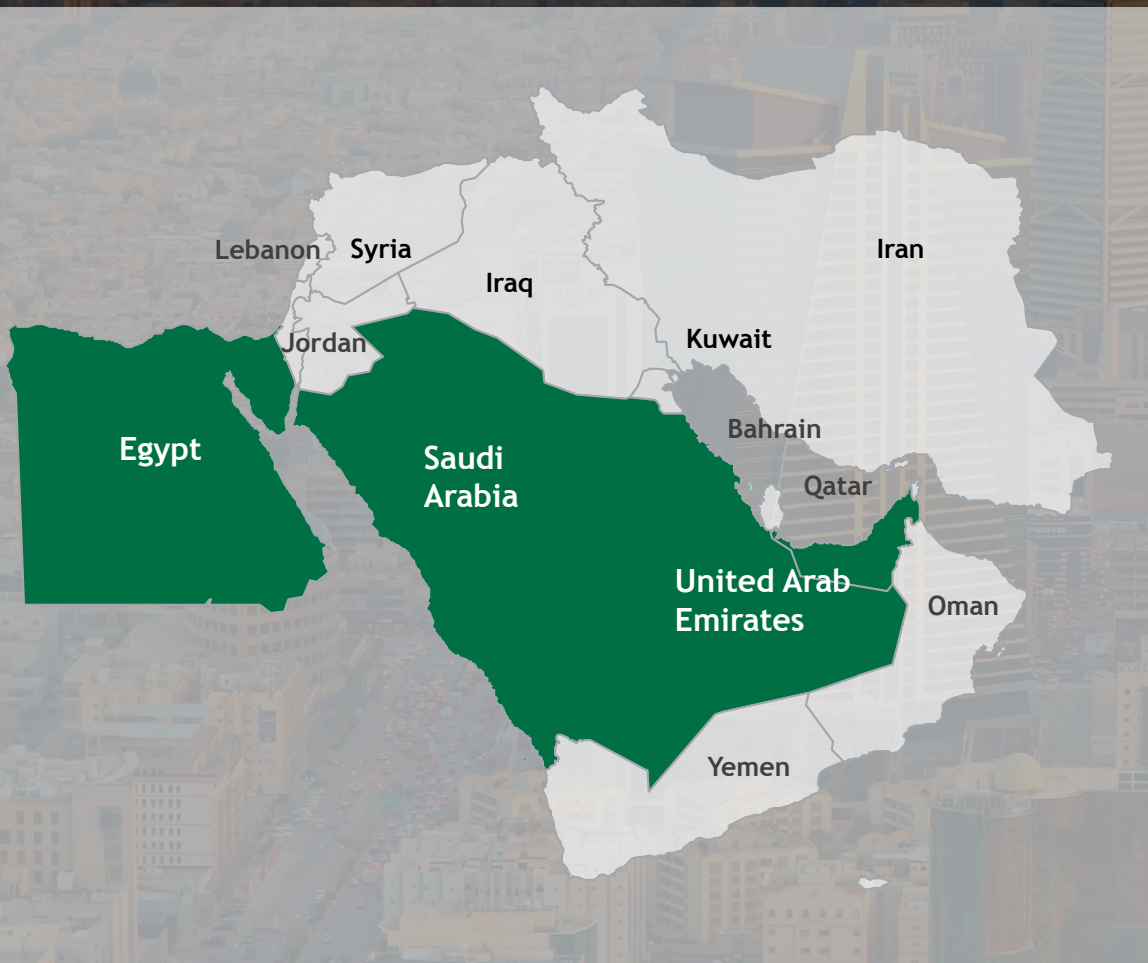 Lebanon
Syria
Iran
Iraq
Kuwait
Jordan
Bahrain
Egypt
Saudi
Arabia
Qatar
United Arab
Emirates
Oman
Yemen